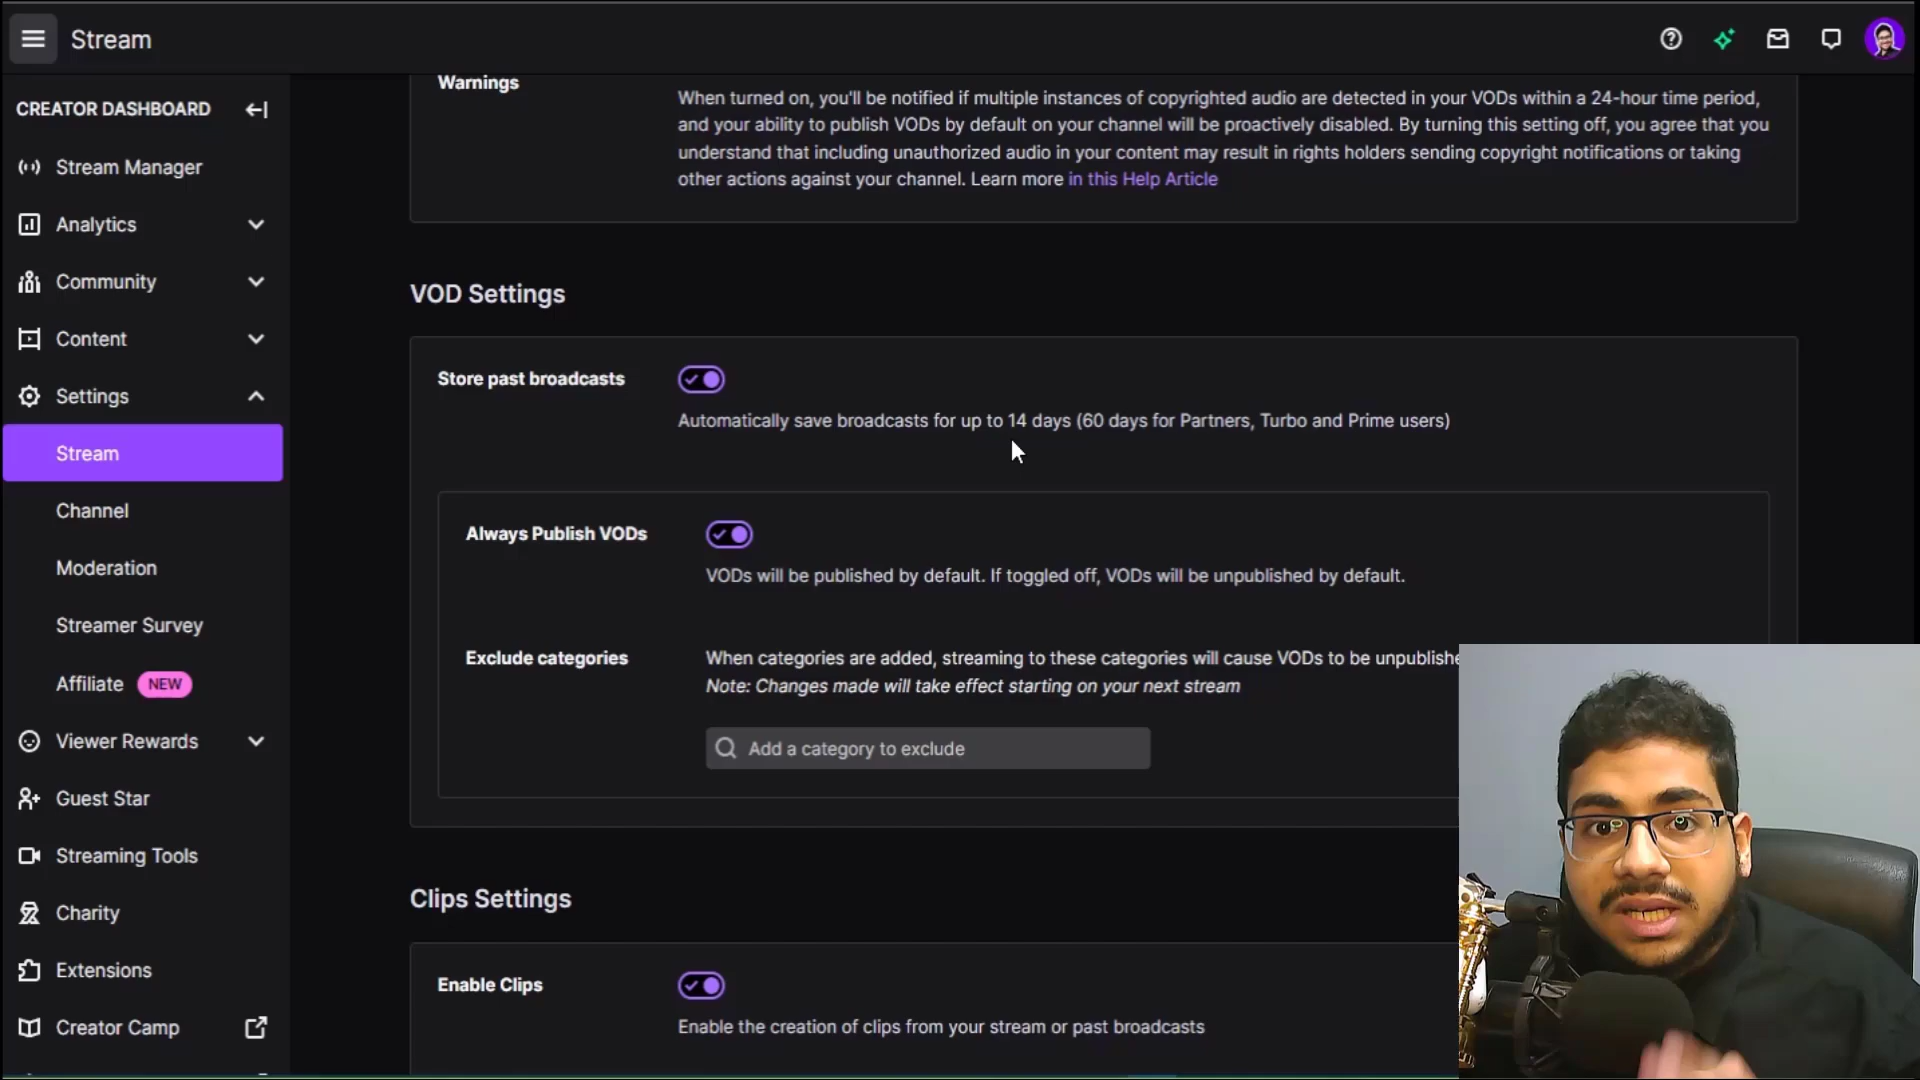 Stream
CREATOR DASHBOARD
Stream Manager
Analytics
Community
Content
Settings
Stream
Channel
Moderation
Streamer Survey
Affiliate NEW
Viewer Rewards
Guest Star
Streaming Tools
Charity
Extensions
Creator Camp
Warnings
When turned on, you'll be notified if multiple instances of copyrighted audio are detected in your VODs within a 24-hour time period,
and your ability to publish VODs by default on your channel will be proactively disabled. By turning this setting off, you agree that you
understand that including unauthorized audio in your content may result in rights holders sending copyright notifications or taking
other actions against your channel. Learn more in this Help Article
VOD Settings
Store past broadcasts
Automatically save broadcasts for up to 14 days (60 days for Partners, Turbo and Prime users)
Always Publish VODs
VODs will be published by default. If toggled off, VODs will be unpublished by default.
Exclude categories
When categories are added, streaming to these categories will cause VODs to be unpublishe
Note: Changes made will take effect starting on your next stream
Add a category to exclude
Clips Settings
Enable Clips
Enable the creation of clips from your stream or past broadcasts